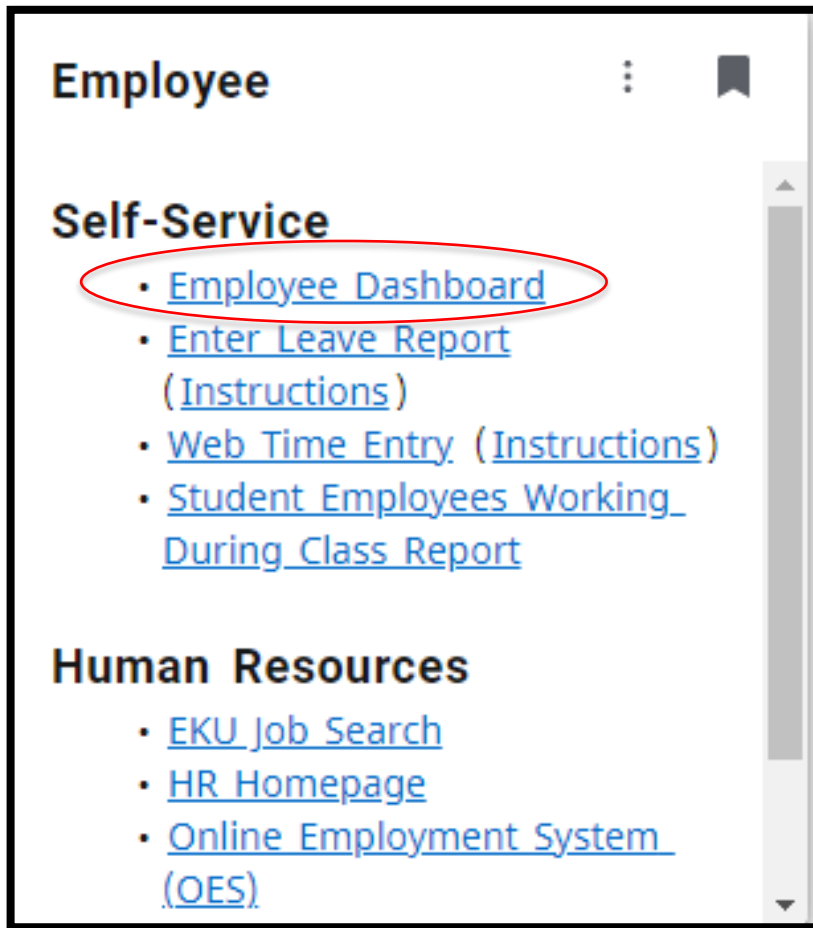 Employee
Self-Service
• Employee Dashboard
• Enter Leave Report
(Instructions)
• Web Time Entry (Instructions)
• Student Employees Working
During Class Report
Human Resources
• EKU Job Search
• HR Homepage
• Online Employment System
(OES)